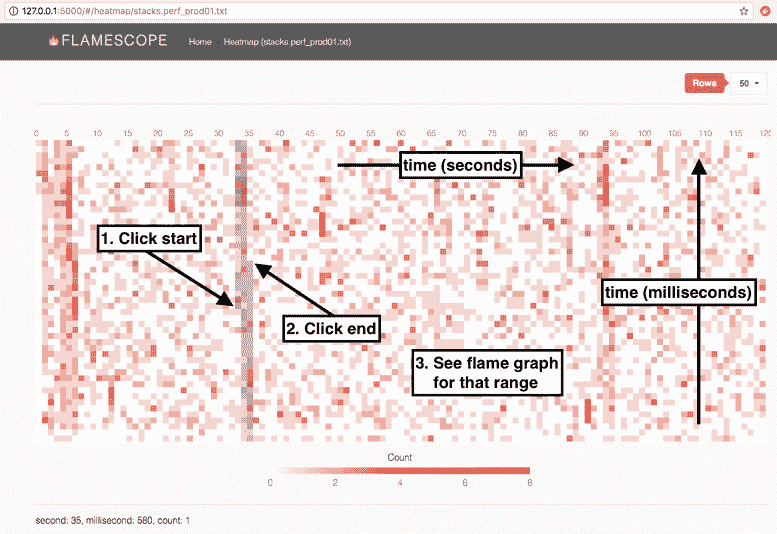 127.0.0.1:5000/#/heatmap/stacks.perf_prod01.txt
FLAMESCOPE Home Heatmap (stacks.perf_prod01.txt)
Rows 50
0 5 10 15 20 25 30 35 40 45 50 55 60 65 70 75 80 85 90 95 100 105 110 115 120
time (seconds)
1. Click start
time (milliseconds)
2. Click end
3. See flame graph
for that range
Count
0 2 4 6 8
second: 35, millisecond: 580, count: 1